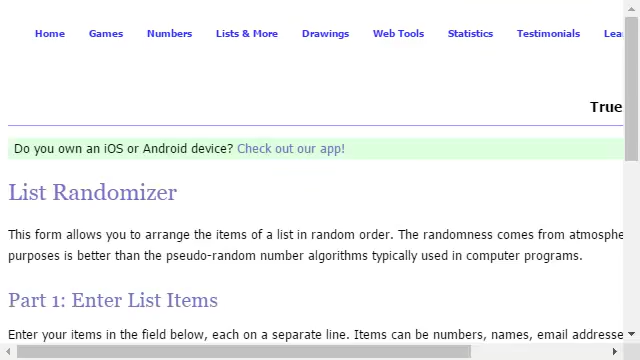 Home Games Numbers Lists & More Drawings Web Tools Statistics Testimonials Lea
True
Do you own an iOS or Android device? Check out our app!
List Randomizer
This form allows you to arrange the items of a list in random order. The randomness comes from atmosphe
purposes is better than the pseudo-random number algorithms typically used in computer programs.
Part 1: Enter List Items
Enter your items in the field below, each on a separate line. Items can be numbers, names, email addresse